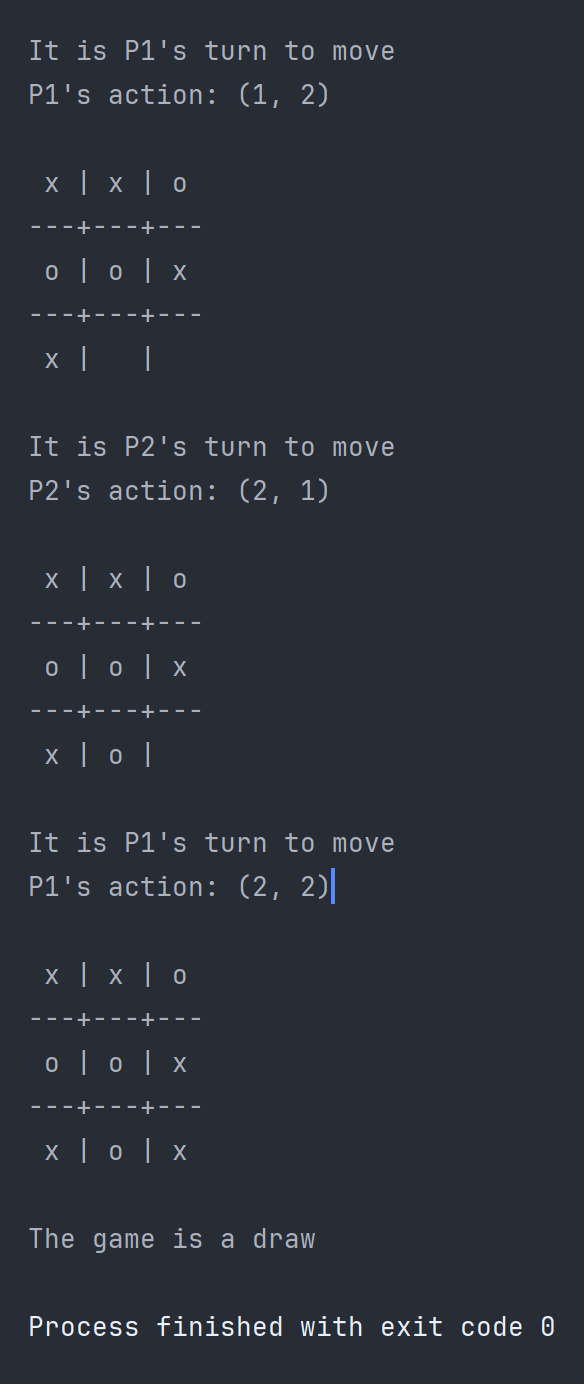 It is P1's turn to move
P1's action: (1, 2)

 x | x | o
---+---+---
 o | o | x
---+---+---
 x |   |

It is P2's turn to move
P2's action: (2, 1)

 x | x | o
---+---+---
 o | o | x
---+---+---
 x | o |

It is P1's turn to move
P1's action: (2, 2)

 x | x | o
---+---+---
 o | o | x
---+---+---
 x | o | x

The game is a draw

Process finished with exit code 0